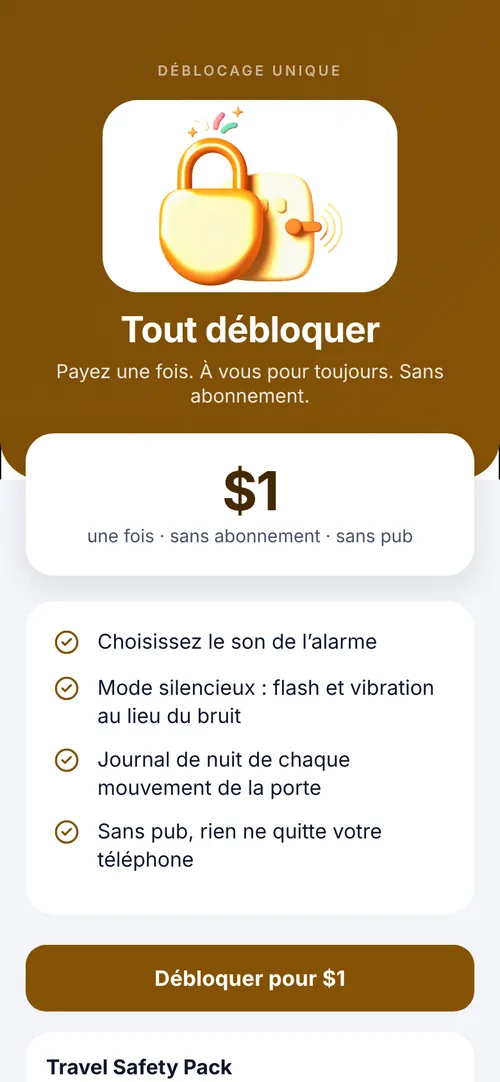 DÉBLOCAGE UNIQUE
Tout débloquer
Payez une fois. À vous pour toujours. Sans
abonnement.
$1
une fois · sans abonnement · sans pub
Choisissez le son de l’alarme
Mode silencieux : flash et vibration
au lieu du bruit
Journal de nuit de chaque
mouvement de la porte
Sans pub, rien ne quitte votre
téléphone
Débloquer pour $1
Travel Safety Pack